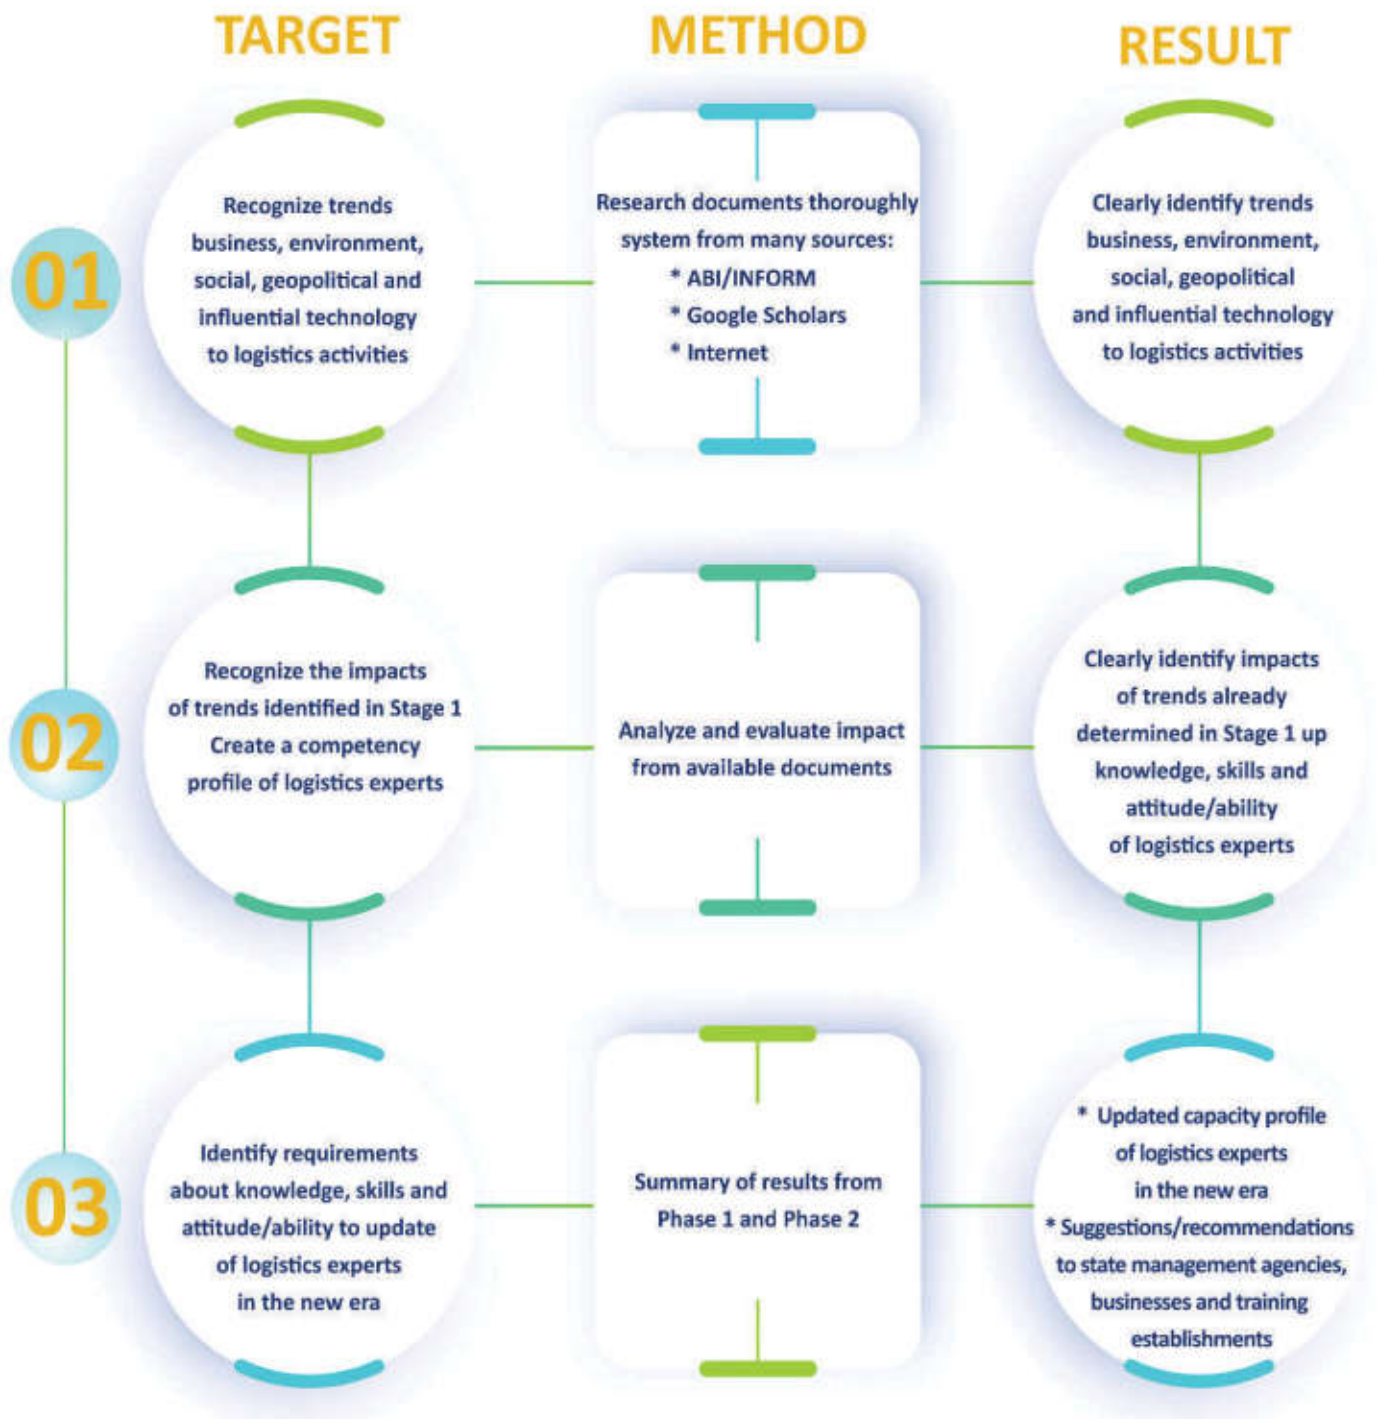 TARGET
METHOD
RESULT
01
Recognize trends
business, environment,
social, geopolitical and
influential technology
to logistics activities
Research documents thoroughly
system from many sources:
* ABI/INFORM
* Google Scholars
* Internet
Clearly identify trends
business, environment,
social, geopolitical
and influential technology
to logistics activities
02
Recognize the impacts
of trends identified in Stage 1
Create a competency
profile of logistics experts
Analyze and evaluate impact
from available documents
Clearly identify impacts
of trends already
determined in Stage 1 up
knowledge, skills and
attitude/ability
of logistics experts
03
Identify requirements
about knowledge, skills and
attitude/ability to update
of logistics experts
in the new era
Summary of results from
Phase 1 and Phase 2
* Updated capacity profile
of logistics experts
in the new era
* Suggestions/recommendations
to state management agencies,
businesses and training
establishments